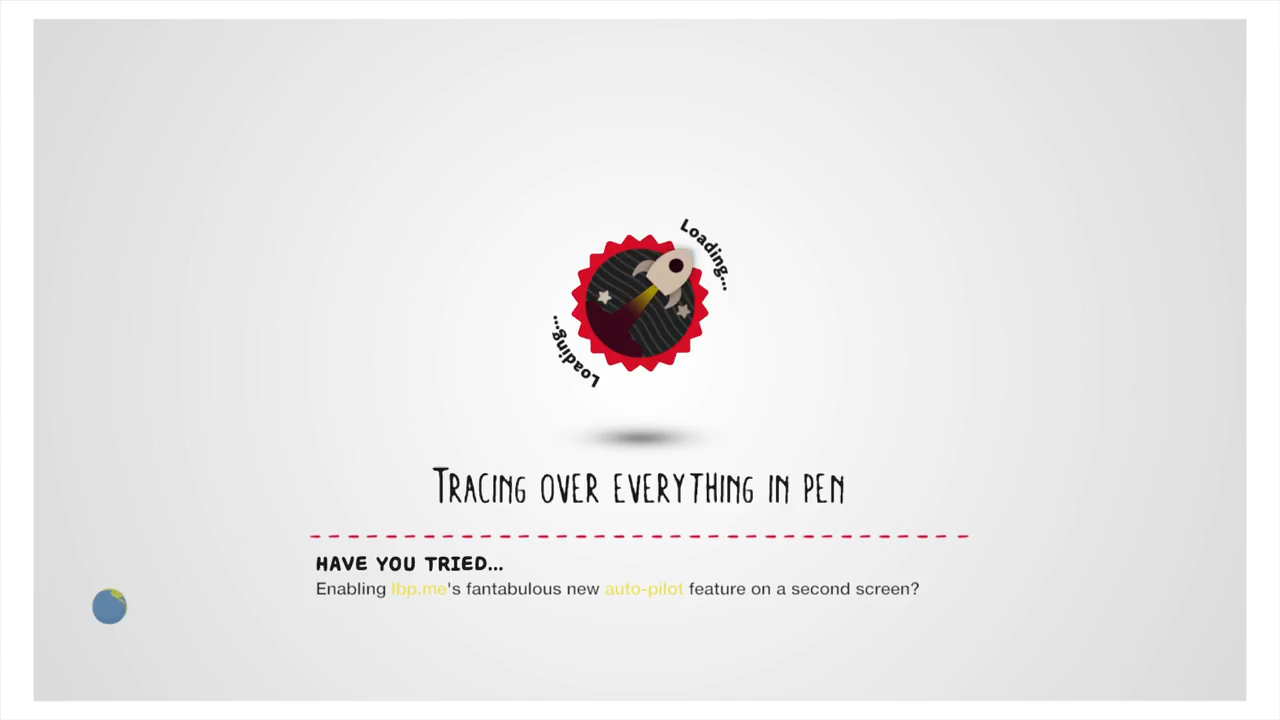 Loading...
Loading...
Tracing over everything in pen
HAVE YOU TRIED...
Enabling lbp.me's fantabulous new auto-pilot feature on a second screen?